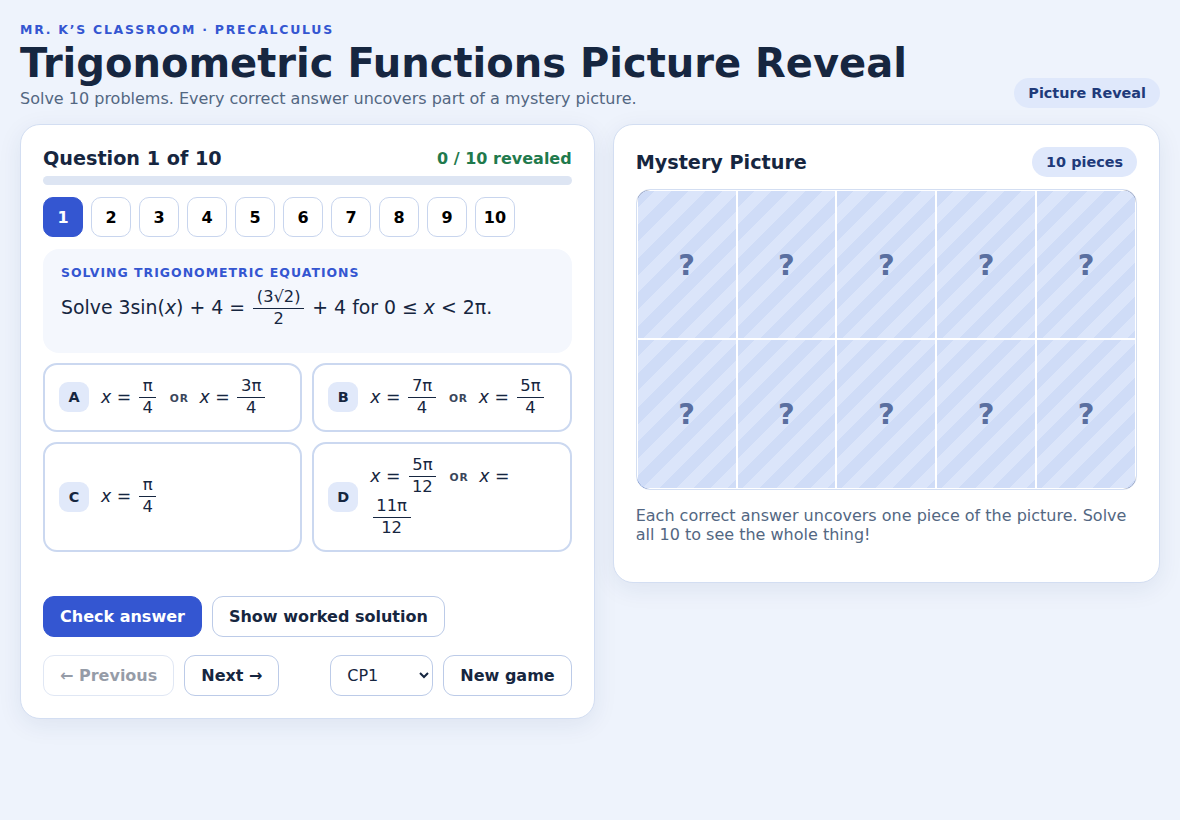 MR. K’S CLASSROOM · PRECALCULUS
Trigonometric Functions Picture Reveal
Solve 10 problems. Every correct answer uncovers part of a mystery picture.
Picture Reveal
Question 1 of 10
0 / 10 revealed
1 2 3 4 5 6 7 8 9 10
SOLVING TRIGONOMETRIC EQUATIONS
Solve 3sin(x) + 4 = (3√2)/2 + 4 for 0 ≤ x < 2π.
A x = π/4 OR x = 3π/4
B x = 7π/4 OR x = 5π/4
C x = π/4
D x = 5π/12 OR x =
11π/12
Check answer
Show worked solution
← Previous
Next →
CP1
New game
Mystery Picture
10 pieces
? ? ? ? ?
? ? ? ? ?
Each correct answer uncovers one piece of the picture. Solve
all 10 to see the whole thing!